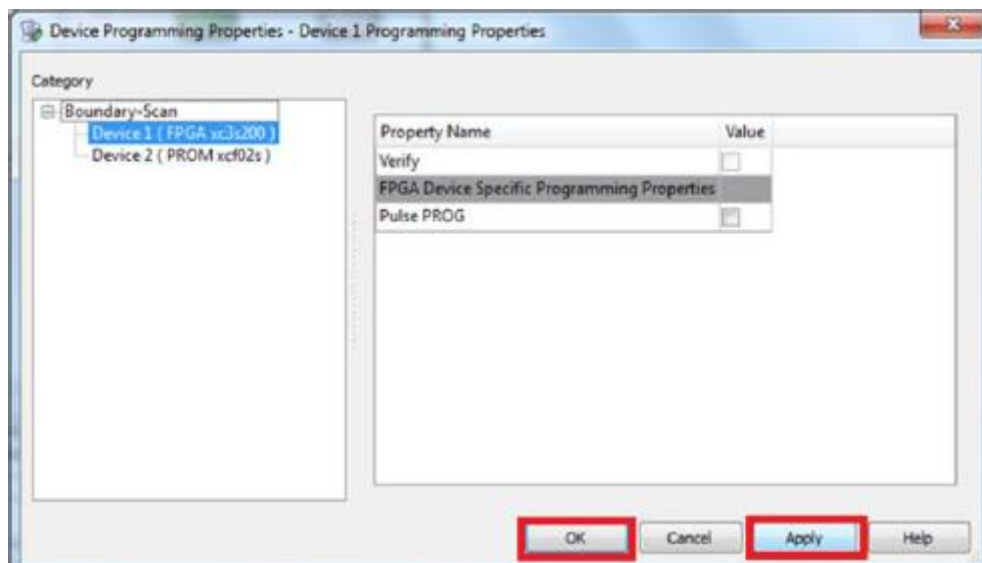 Device Programming Properties - Device 1 Programming Properties
Category
Boundary-Scan
Device 1 ( FPGA xc3s200 )
Device 2 ( PROM xcf02s )
Property Name Value
Verify
FPGA Device Specific Programming Properties
Pulse PROG
OK Cancel Apply Help